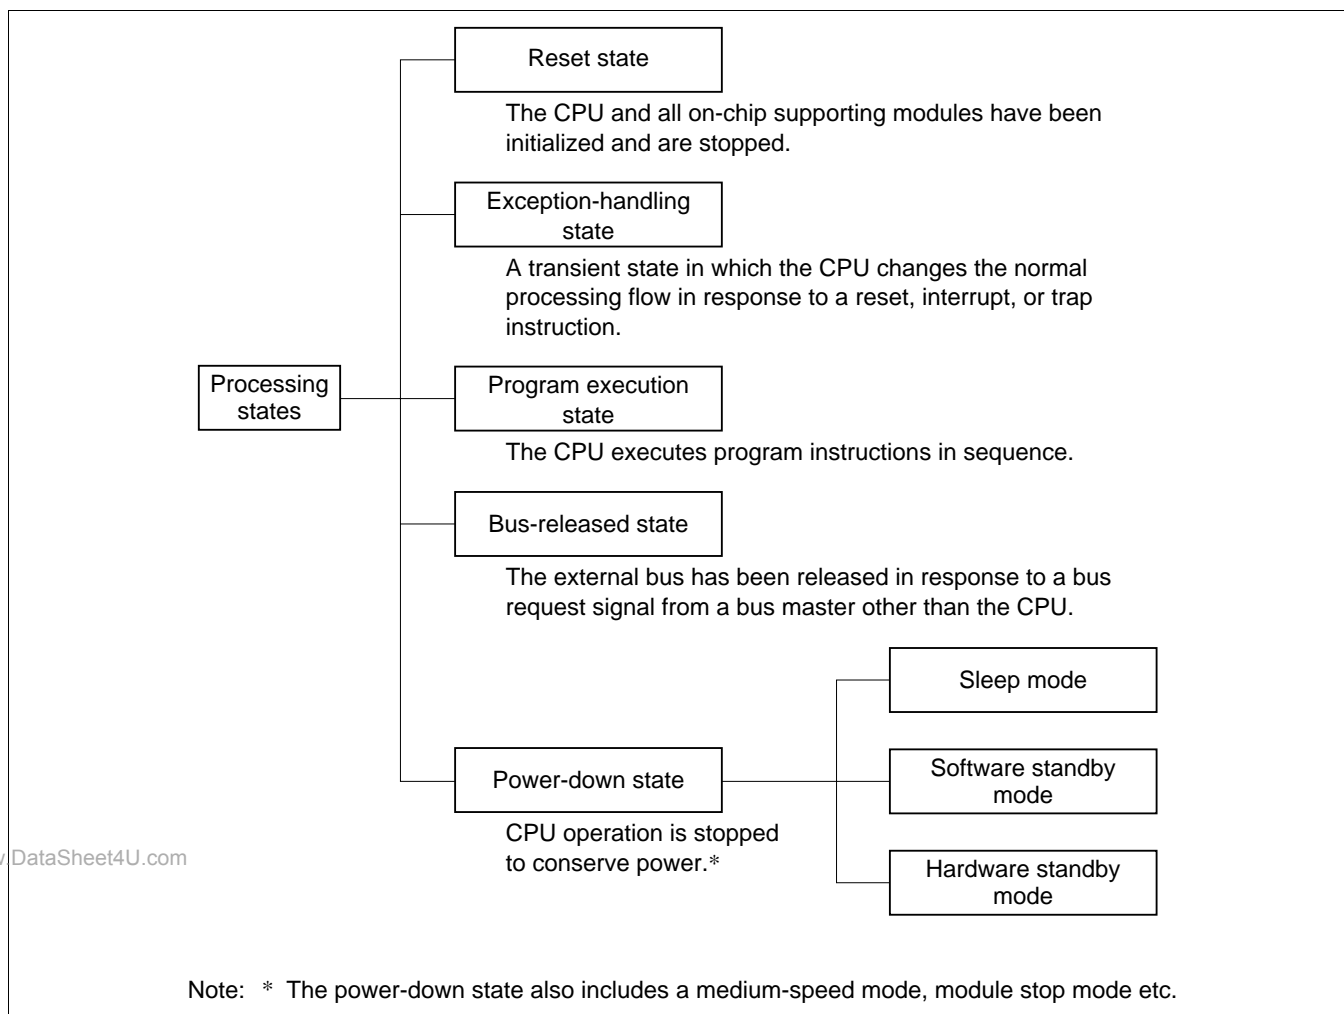 Reset state
The CPU and all on-chip supporting modules have been
initialized and are stopped.
Exception-handling
state
A transient state in which the CPU changes the normal
processing flow in response to a reset, interrupt, or trap
instruction.
Processing
states
Program execution
state
The CPU executes program instructions in sequence.
Bus-released state
The external bus has been released in response to a bus
request signal from a bus master other than the CPU.
Sleep mode
Power-down state
Software standby
mode
CPU operation is stopped
to conserve power.*
Hardware standby
mode
.DataSheet4U.com
Note: * The power-down state also includes a medium-speed mode, module stop mode etc.